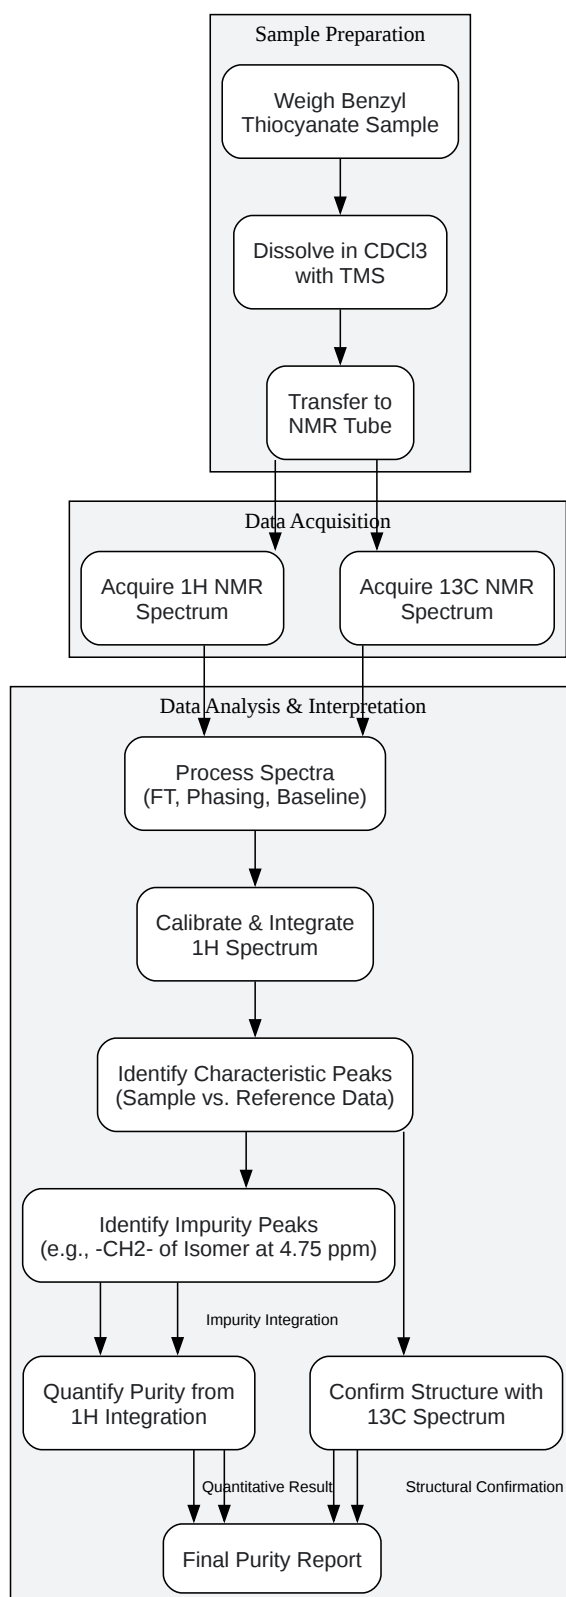 Sample Preparation
Weigh Benzyl
Thiocyanate Sample
Dissolve in CDCl3
with TMS
Transfer to
NMR Tube
Data Acquisition
Acquire 1H NMR
Spectrum
Acquire 13C NMR
Spectrum
Data Analysis & Interpretation
Process Spectra
(FT, Phasing, Baseline)
Calibrate & Integrate
1H Spectrum
Identify Characteristic Peaks
(Sample vs. Reference Data)
Identify Impurity Peaks
(e.g., -CH2- of Isomer at 4.75 ppm)
Impurity Integration
Quantify Purity from
1H Integration
Confirm Structure with
13C Spectrum
Quantitative Result
Structural Confirmation
Final Purity Report